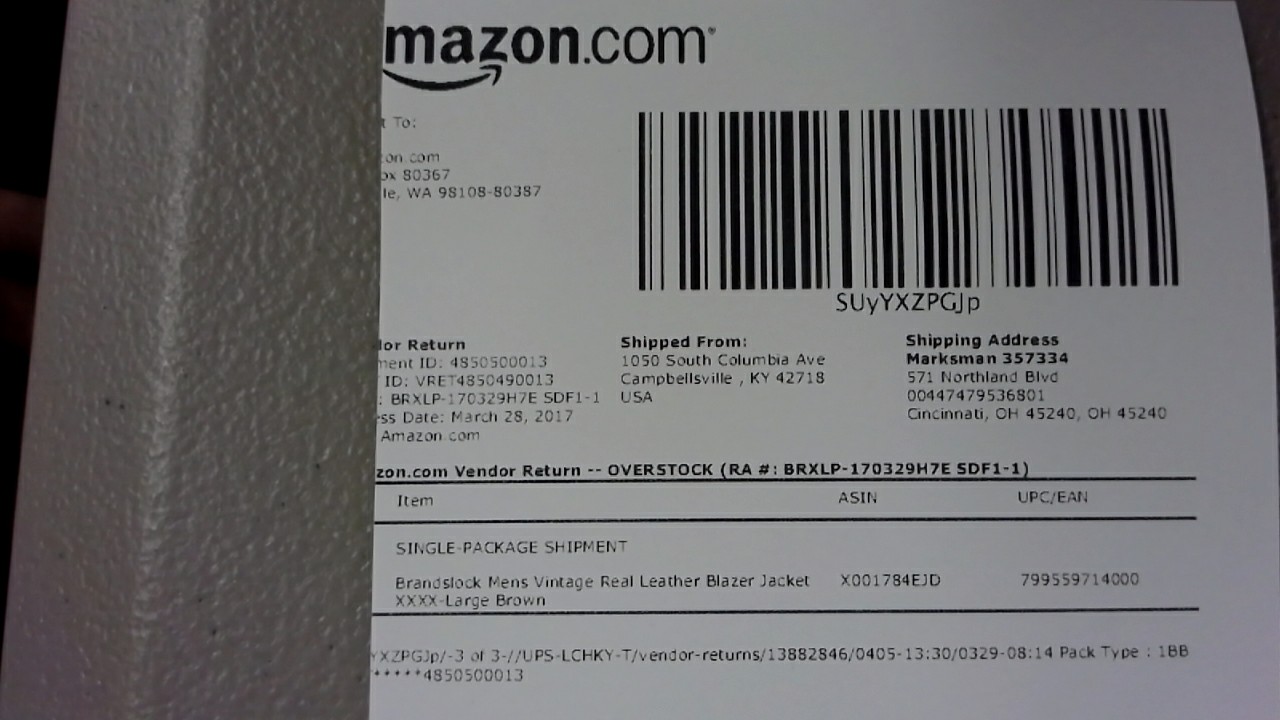 mazon.com
t To:
zon.com
ox 80367
le, WA 98108-80387
SUyYXZPGJp
dor Return
ment ID: 4850500013
ID: VRET4850490013
: BRXLP-170329H7E SDF1-1
ess Date: March 28, 2017
Amazon.com
Shipped From:
1050 South Columbia Ave
Campbellsville , KY 42718
USA
Shipping Address
Marksman 357334
571 Northland Blvd
00447479536801
Cincinnati, OH 45240, OH 45240
zon.com Vendor Return -- OVERSTOCK (RA #: BRXLP-170329H7E SDF1-1)
Item ASIN UPC/EAN
SINGLE-PACKAGE SHIPMENT
Brandslock Mens Vintage Real Leather Blazer Jacket X001784EJD 799559714000
XXXX-Large Brown
YXZPGJp/-3 of 3-//UPS-LCHKY-T/vendor-returns/13882846/0405-13:30/0329-08:14 Pack Type : 1BB
*****4850500013